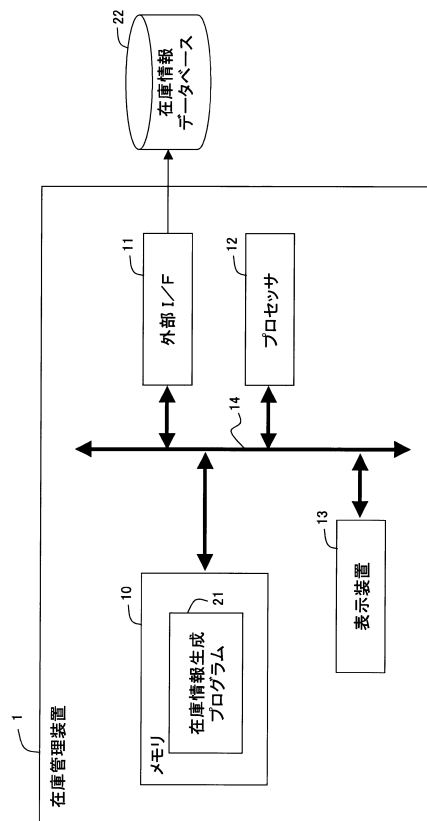 1
在庫管理装置
メモリ
10
21
在庫情報生成
プログラム
11
外部 I/F
22
在庫情報
データベース
14
13
表示装置
12
プロセッサ